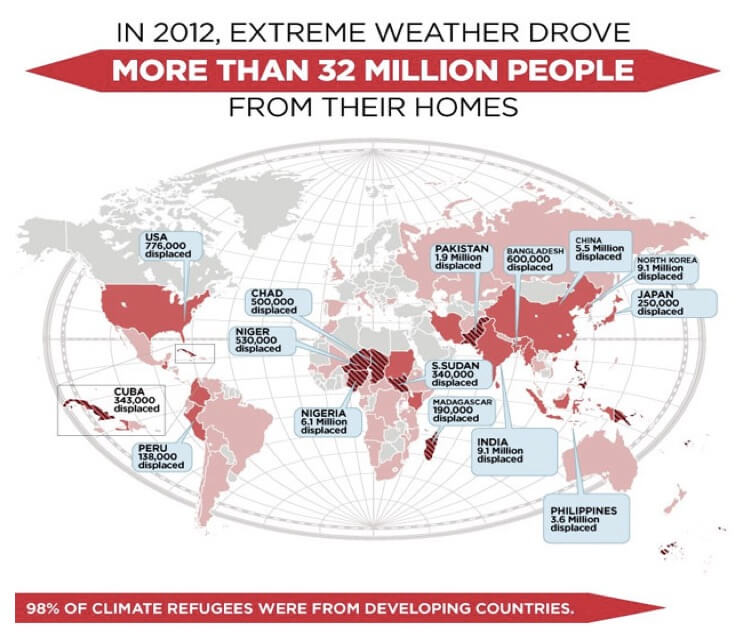 IN 2012, EXTREME WEATHER DROVE
MORE THAN 32 MILLION PEOPLE
FROM THEIR HOMES
USA
776,000
displaced
CHAD
500,000
displaced
NIGER
530,000
displaced
CUBA
343,000
displaced
PERU
138,000
displaced
NIGERIA
6.1 Million
displaced
PAKISTAN
1.9 Million
displaced
BANGLADESH
600,000
displaced
CHINA
5.5 Million
displaced
NORTH KOREA
9.1 Million
displaced
JAPAN
250,000
displaced
S.SUDAN
340,000
displaced
MADAGASCAR
190,000
displaced
INDIA
9.1 Million
displaced
PHILIPPINES
3.6 Million
displaced
98% OF CLIMATE REFUGEES WERE FROM DEVELOPING COUNTRIES.